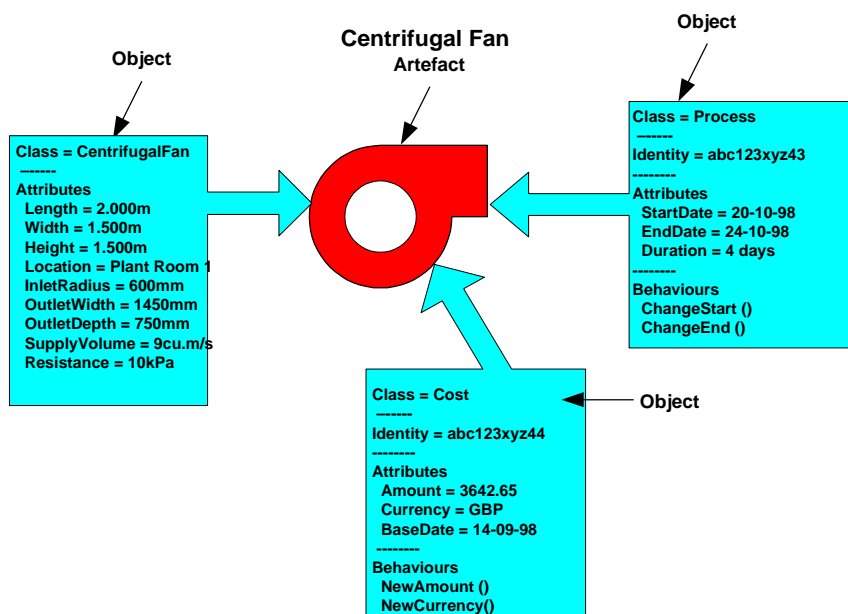 Centrifugal Fan
Artefact
Object
Class = CentrifugalFan
-------
Attributes
Length = 2.000m
Width = 1.500m
Height = 1.500m
Location = Plant Room 1
InletRadius = 600mm
OutletWidth = 1450mm
OutletDepth = 750mm
SupplyVolume = 9cu.m/s
Resistance = 10kPa
Object
Class = Process
-------
Identity = abc123xyz43
--------
Attributes
StartDate = 20-10-98
EndDate = 24-10-98
Duration = 4 days
--------
Behaviours
ChangeStart ()
ChangeEnd ()
Object
Class = Cost
-------
Identity = abc123xyz44
--------
Attributes
Amount = 3642.65
Currency = GBP
BaseDate = 14-09-98
--------
Behaviours
NewAmount ()
NewCurrency()